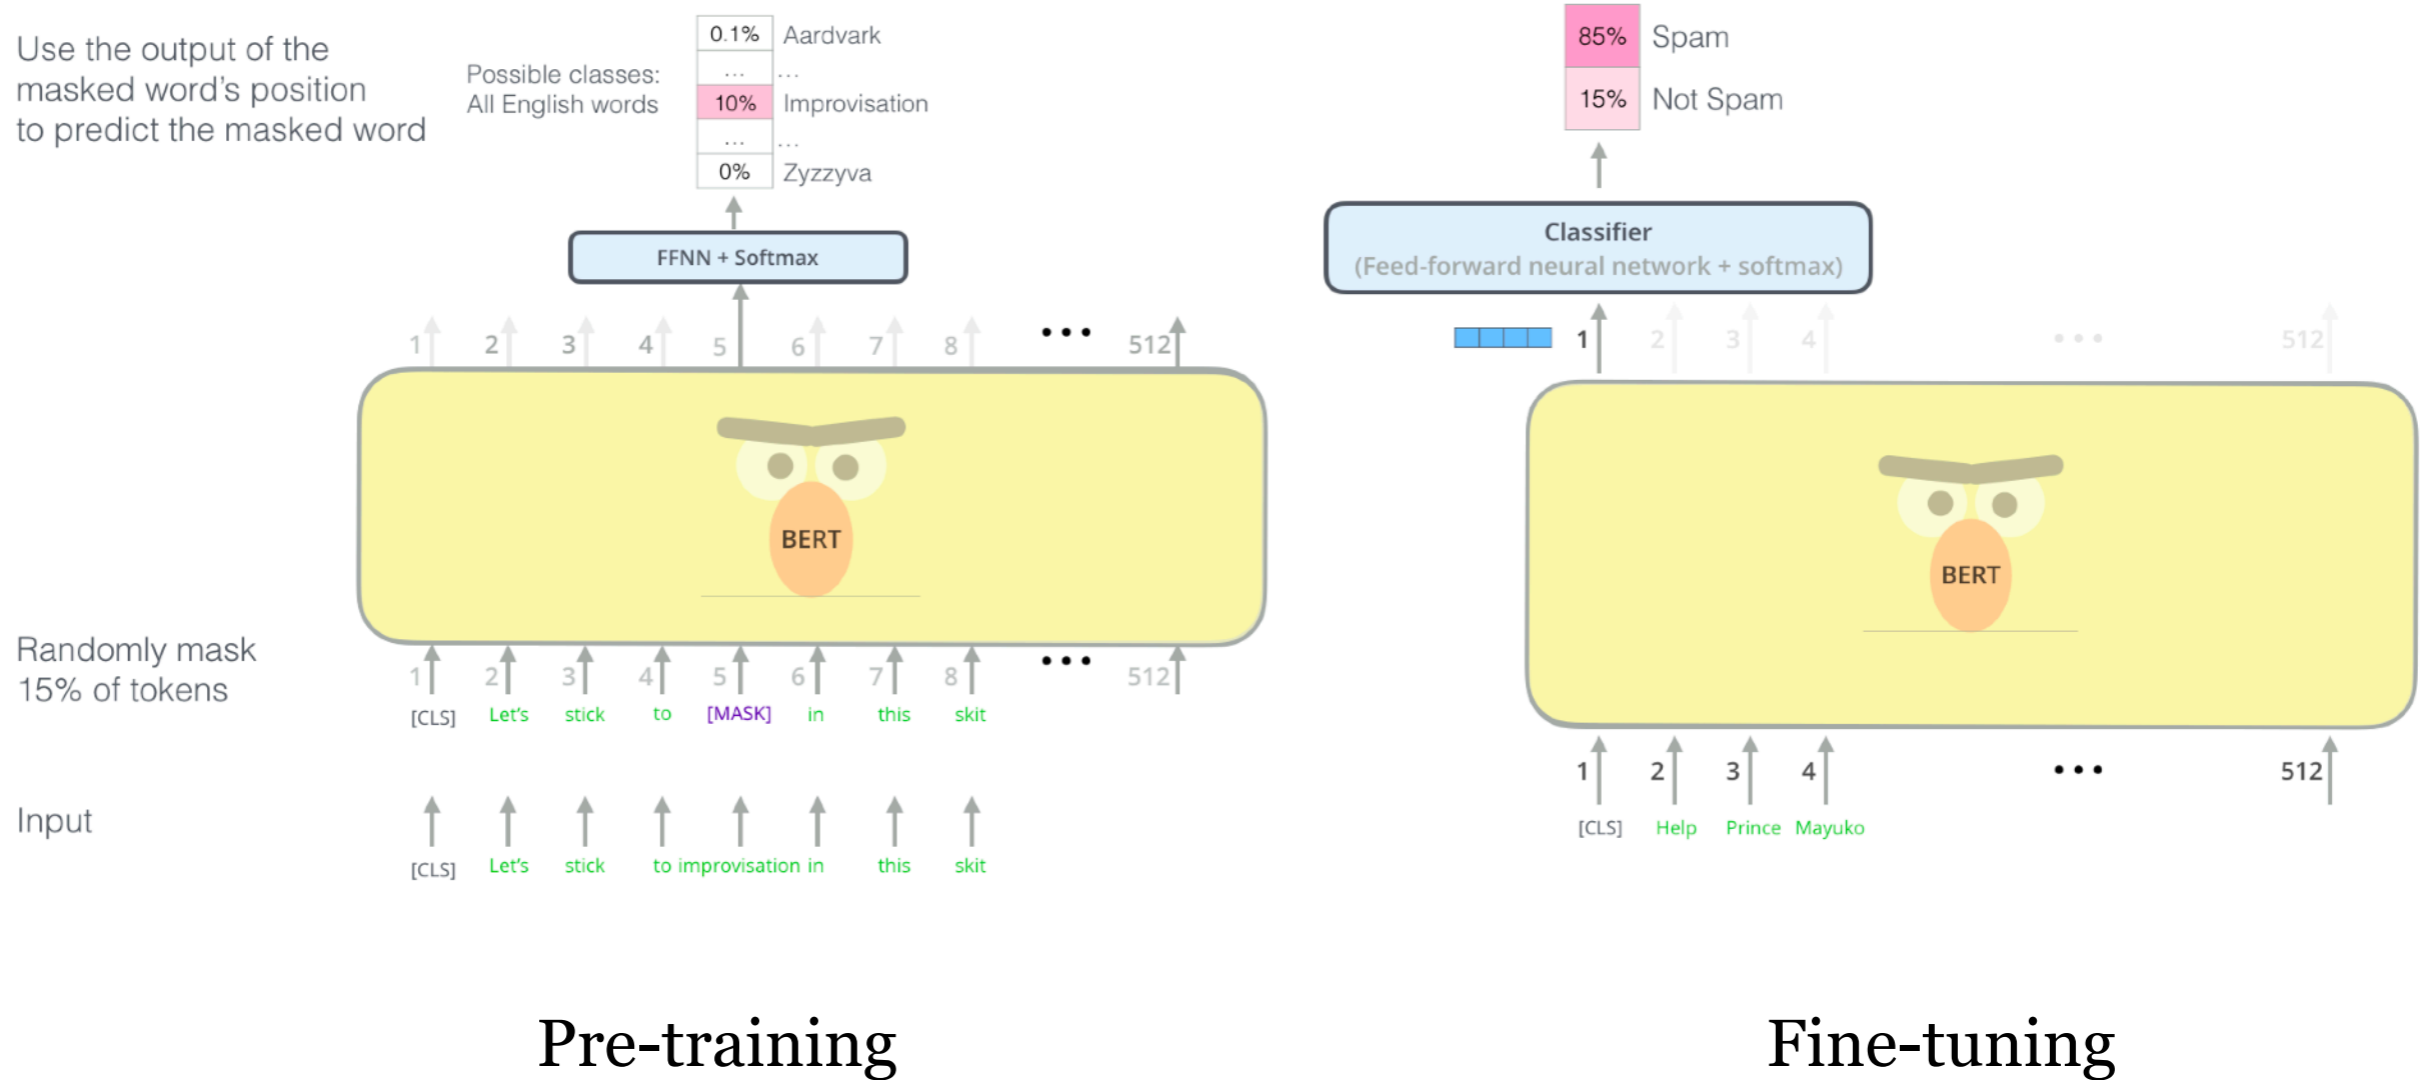 Use the output of the
masked word's position
to predict the masked word
Possible classes:
All English words
0.1% Aardvark
... ...
10% Improvisation
... ...
0% Zyzzyva
FFNN + Softmax
1 2 3 4 5 6 7 8 ... 512
BERT
Randomly mask
15% of tokens
1 2 3 4 5 6 7 8 ... 512
[CLS] Let's stick to [MASK] in this skit
Input
[CLS] Let's stick to improvisation in this skit
Pre-training
85% Spam
15% Not Spam
Classifier
(Feed-forward neural network + softmax)
1 2 3 4 ... 512
BERT
1 2 3 4 ... 512
[CLS] Help Prince Mayuko
Fine-tuning